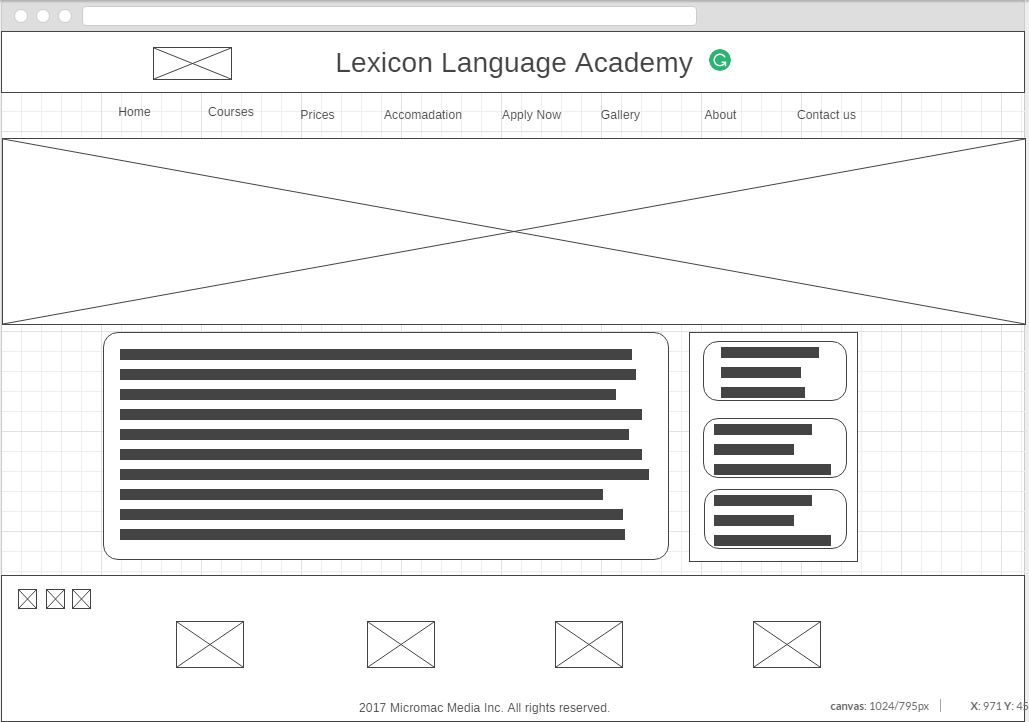 Lexicon Language Academy
Home Courses Prices Accomadation Apply Now Gallery About Contact us
2017 Micromac Media Inc. All rights reserved.
canvas: 1024/795px X: 971 Y: 45